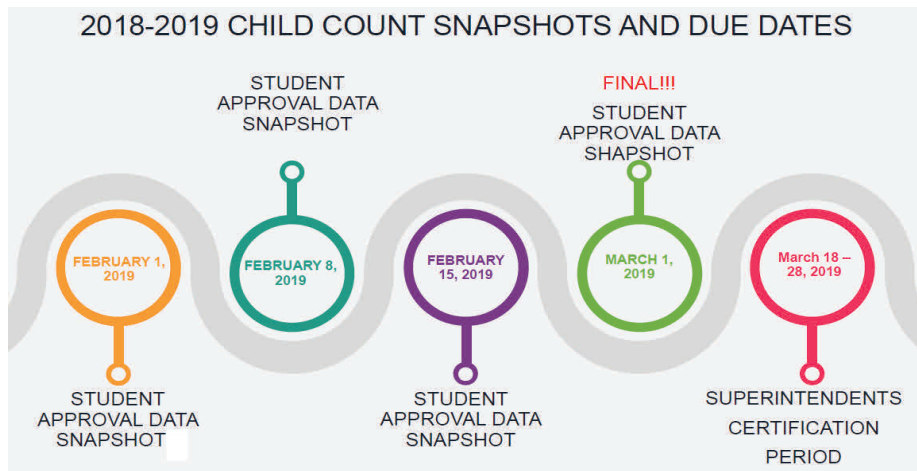 2018-2019 CHILD COUNT SNAPSHOTS AND DUE DATES
FEBRUARY 1,
2019
STUDENT
APPROVAL DATA
SNAPSHOT
STUDENT
APPROVAL DATA
SNAPSHOT
FEBRUARY 8,
2019
FEBRUARY
15, 2019
STUDENT
APPROVAL DATA
SNAPSHOT
FINAL!!!
STUDENT
APPROVAL DATA
SHAPSHOT
MARCH 1,
2019
March 18 –
28, 2019
SUPERINTENDENTS
CERTIFICATION
PERIOD